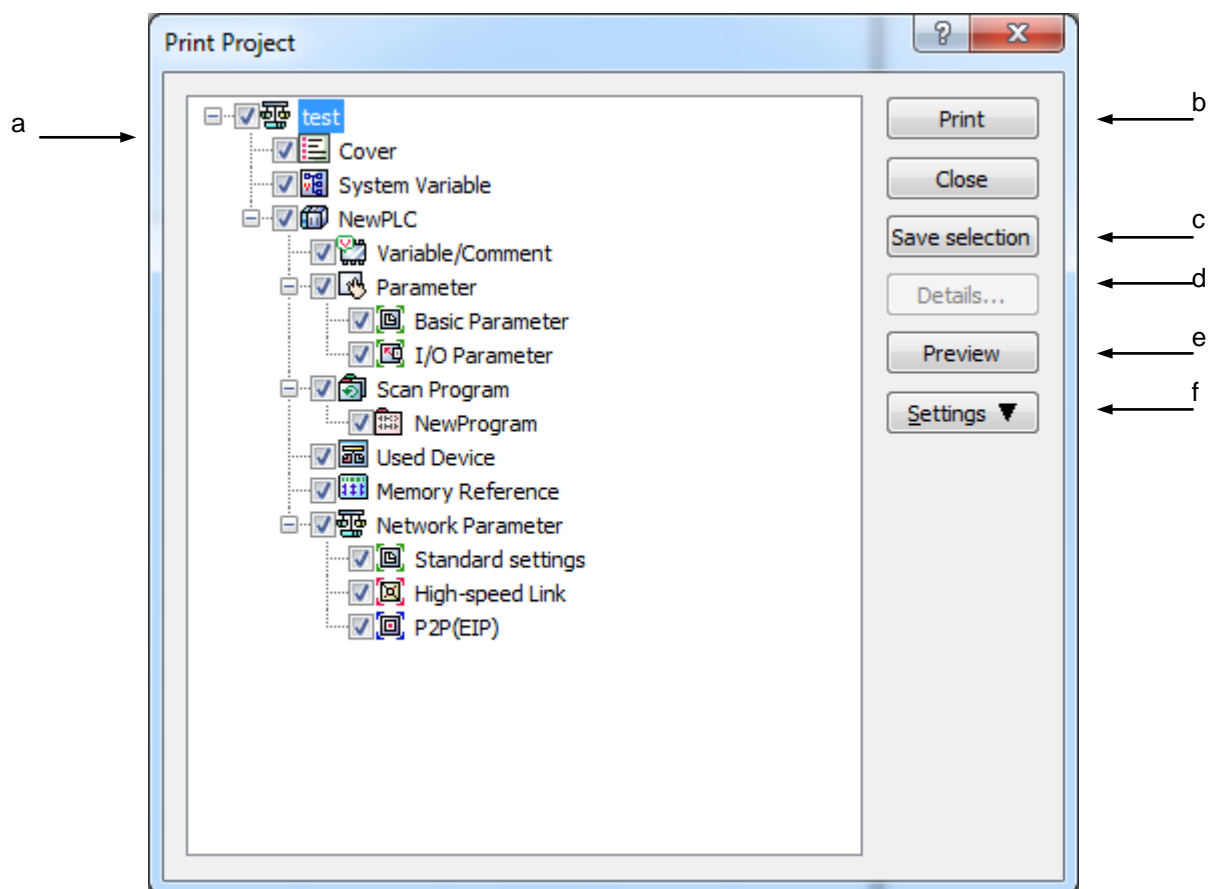 Print Project
a
test
Cover
System Variable
NewPLC
Variable/Comment
Parameter
Basic Parameter
I/O Parameter
Scan Program
NewProgram
Used Device
Memory Reference
Network Parameter
Standard settings
High-speed Link
P2P(EIP)
Print
b
Close
Save selection
c
Details...
d
Preview
e
Settings ▼
f